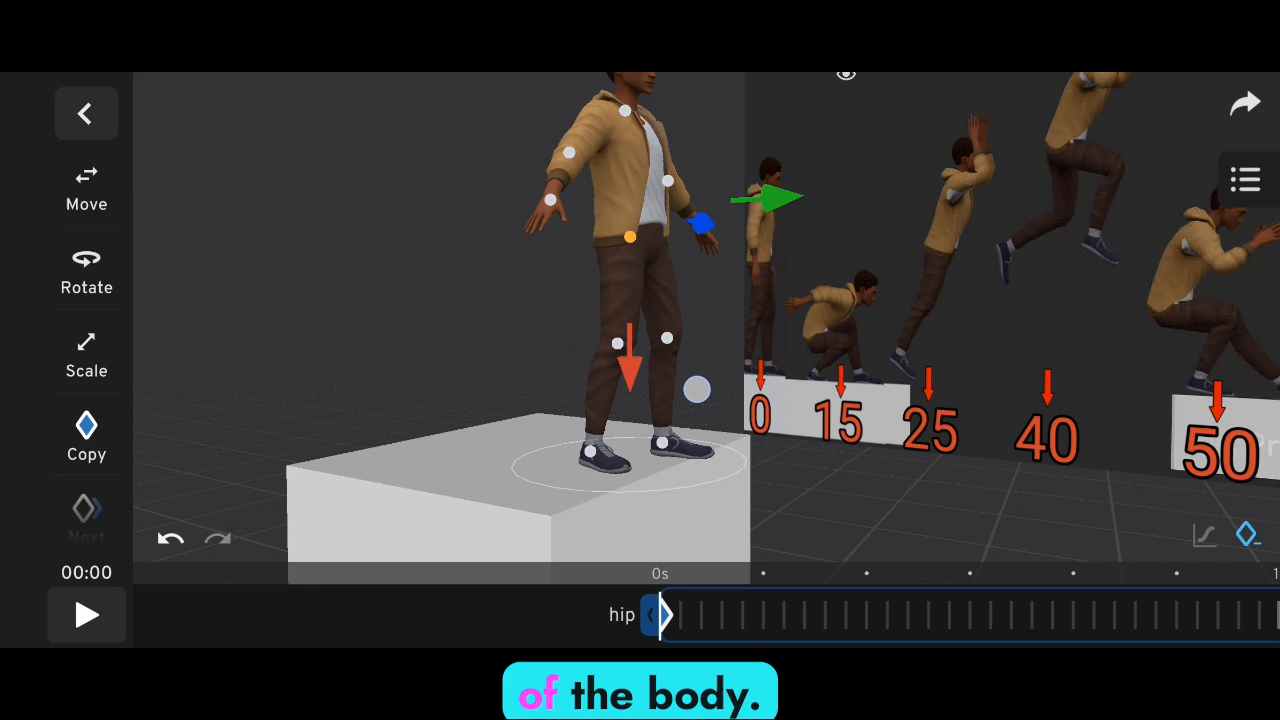 Move
Rotate
Scale
Copy
Next
00:00
0 15 25 40 50
0s
hip
of the body.